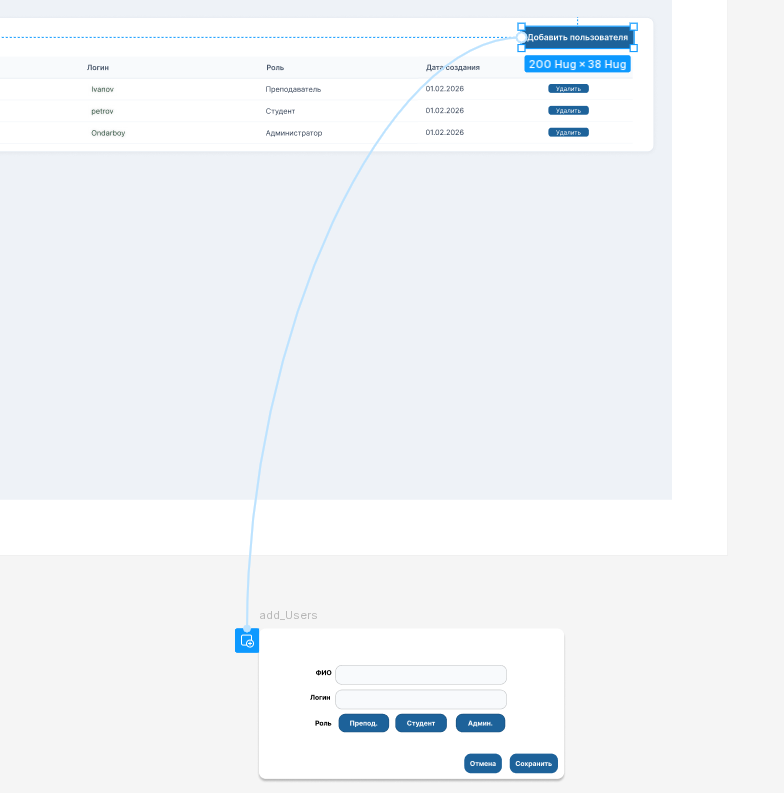 Добавить пользователя
200 Hug × 38 Hug
Логин Роль Дата создания
Ivanov Преподаватель 01.02.2026 Удалить
petrov Студент 01.02.2026 Удалить
Ondarboy Администратор 01.02.2026 Удалить
add_Users
ФИО
Логин
Роль Препод. Студент Админ.
Отмена Сохранить